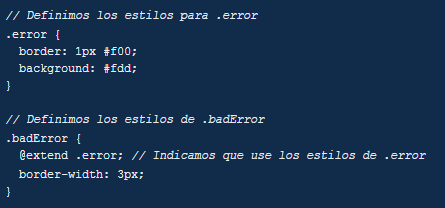 // Definimos los estilos para .error
.error {
  border: 1px #f00;
  background: #fdd;
}

// Definimos los estilos de .badError
.badError {
  @extend .error; // Indicamos que use los estilos de .error
  border-width: 3px;
}